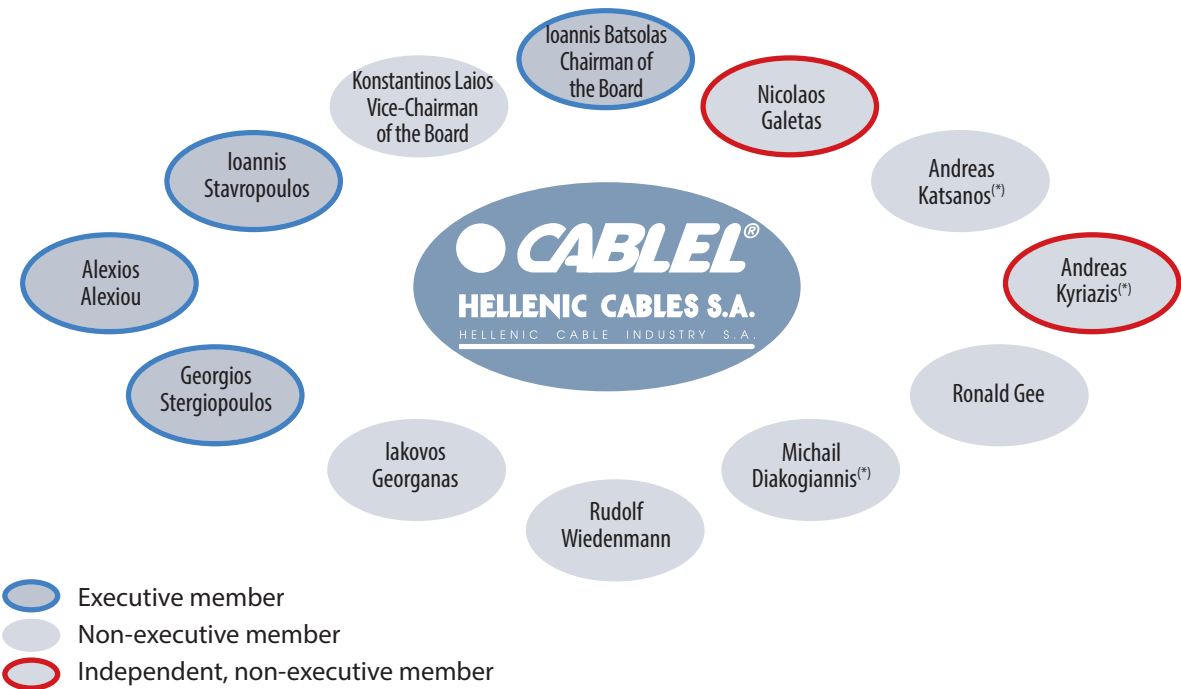 Ioannis Batsolas
Chairman of
the Board
Konstantinos Laios
Vice-Chairman
of the Board
Nicolaos
Galetas
Ioannis
Stavropoulos
Andreas
Katsanos(*)
Alexios
Alexiou
CABLEL®
HELLENIC CABLES S.A.
HELLENIC CABLE INDUSTRY S.A.
Andreas
Kyriazis(*)
Georgios
Stergiopoulos
Ronald Gee
Iakovos
Georganas
Michail
Diakogiannis(*)
Rudolf
Wiedenmann
Executive member
Non-executive member
Independent, non-executive member